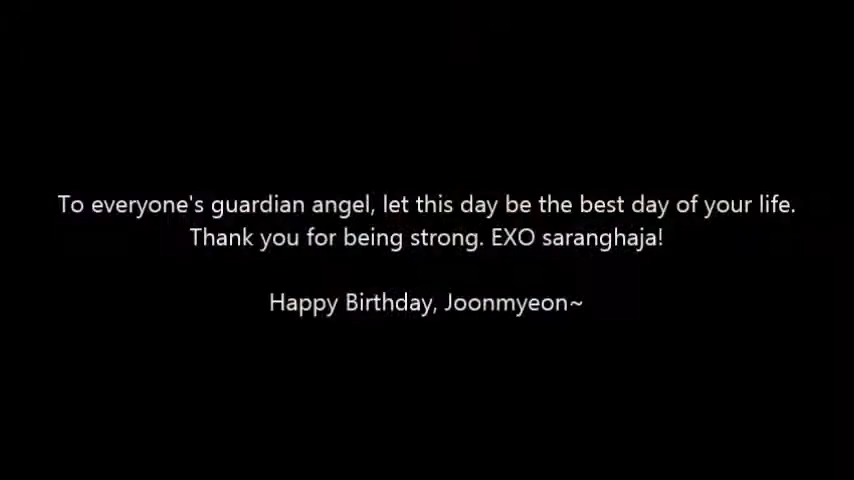 To everyone's guardian angel, let this day be the best day of your life.
Thank you for being strong. EXO saranghaja!
Happy Birthday, Joonmyeon~